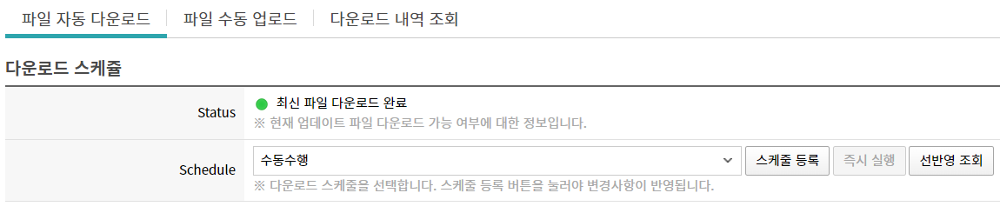 파일 자동 다운로드 파일 수동 업로드 다운로드 내역 조회
다운로드 스케쥴
Status 최신 파일 다운로드 완료
※ 현재 업데이트 파일 다운로드 가능 여부에 대한 정보입니다.
Schedule 수동수행 스케줄 등록 즉시 실행 선반영 조회
※ 다운로드 스케줄을 선택합니다. 스케줄 등록 버튼을 눌러야 변경사항이 반영됩니다.